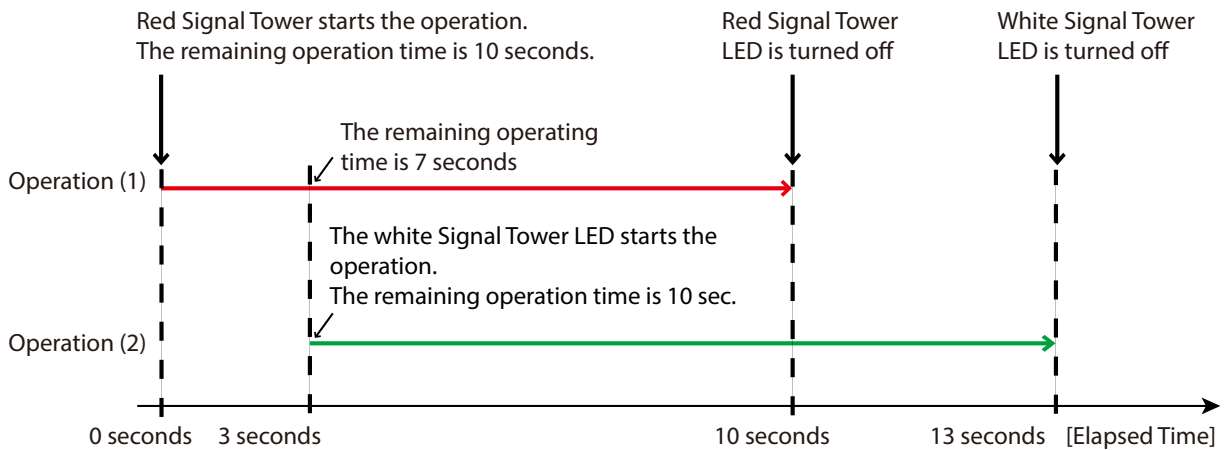 Red Signal Tower starts the operation.
The remaining operation time is 10 seconds.
Red Signal Tower
LED is turned off
White Signal Tower
LED is turned off
The remaining operating
time is 7 seconds
Operation (1)
The white Signal Tower LED starts the
operation.
The remaining operation time is 10 sec.
Operation (2)
0 seconds
3 seconds
10 seconds
13 seconds
[Elapsed Time]